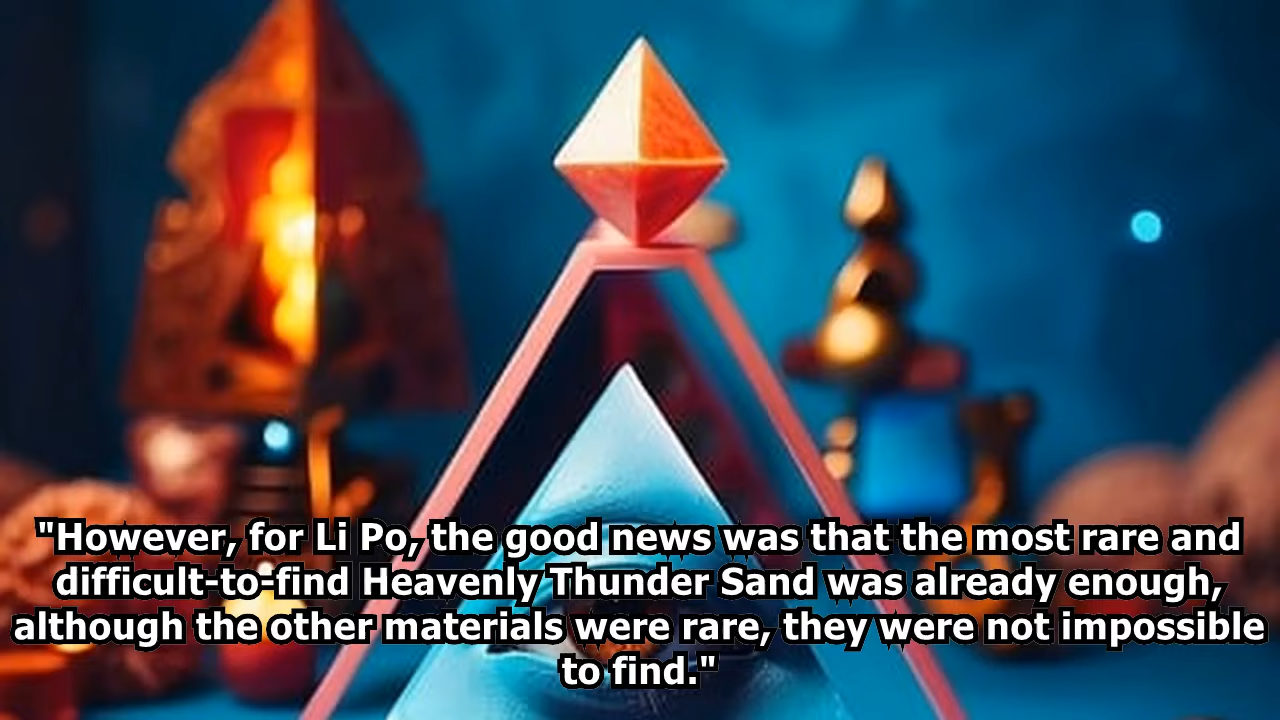 "However, for Li Po, the good news was that the most rare and
difficult-to-find Heavenly Thunder Sand was already enough,
although the other materials were rare, they were not impossible
to find."